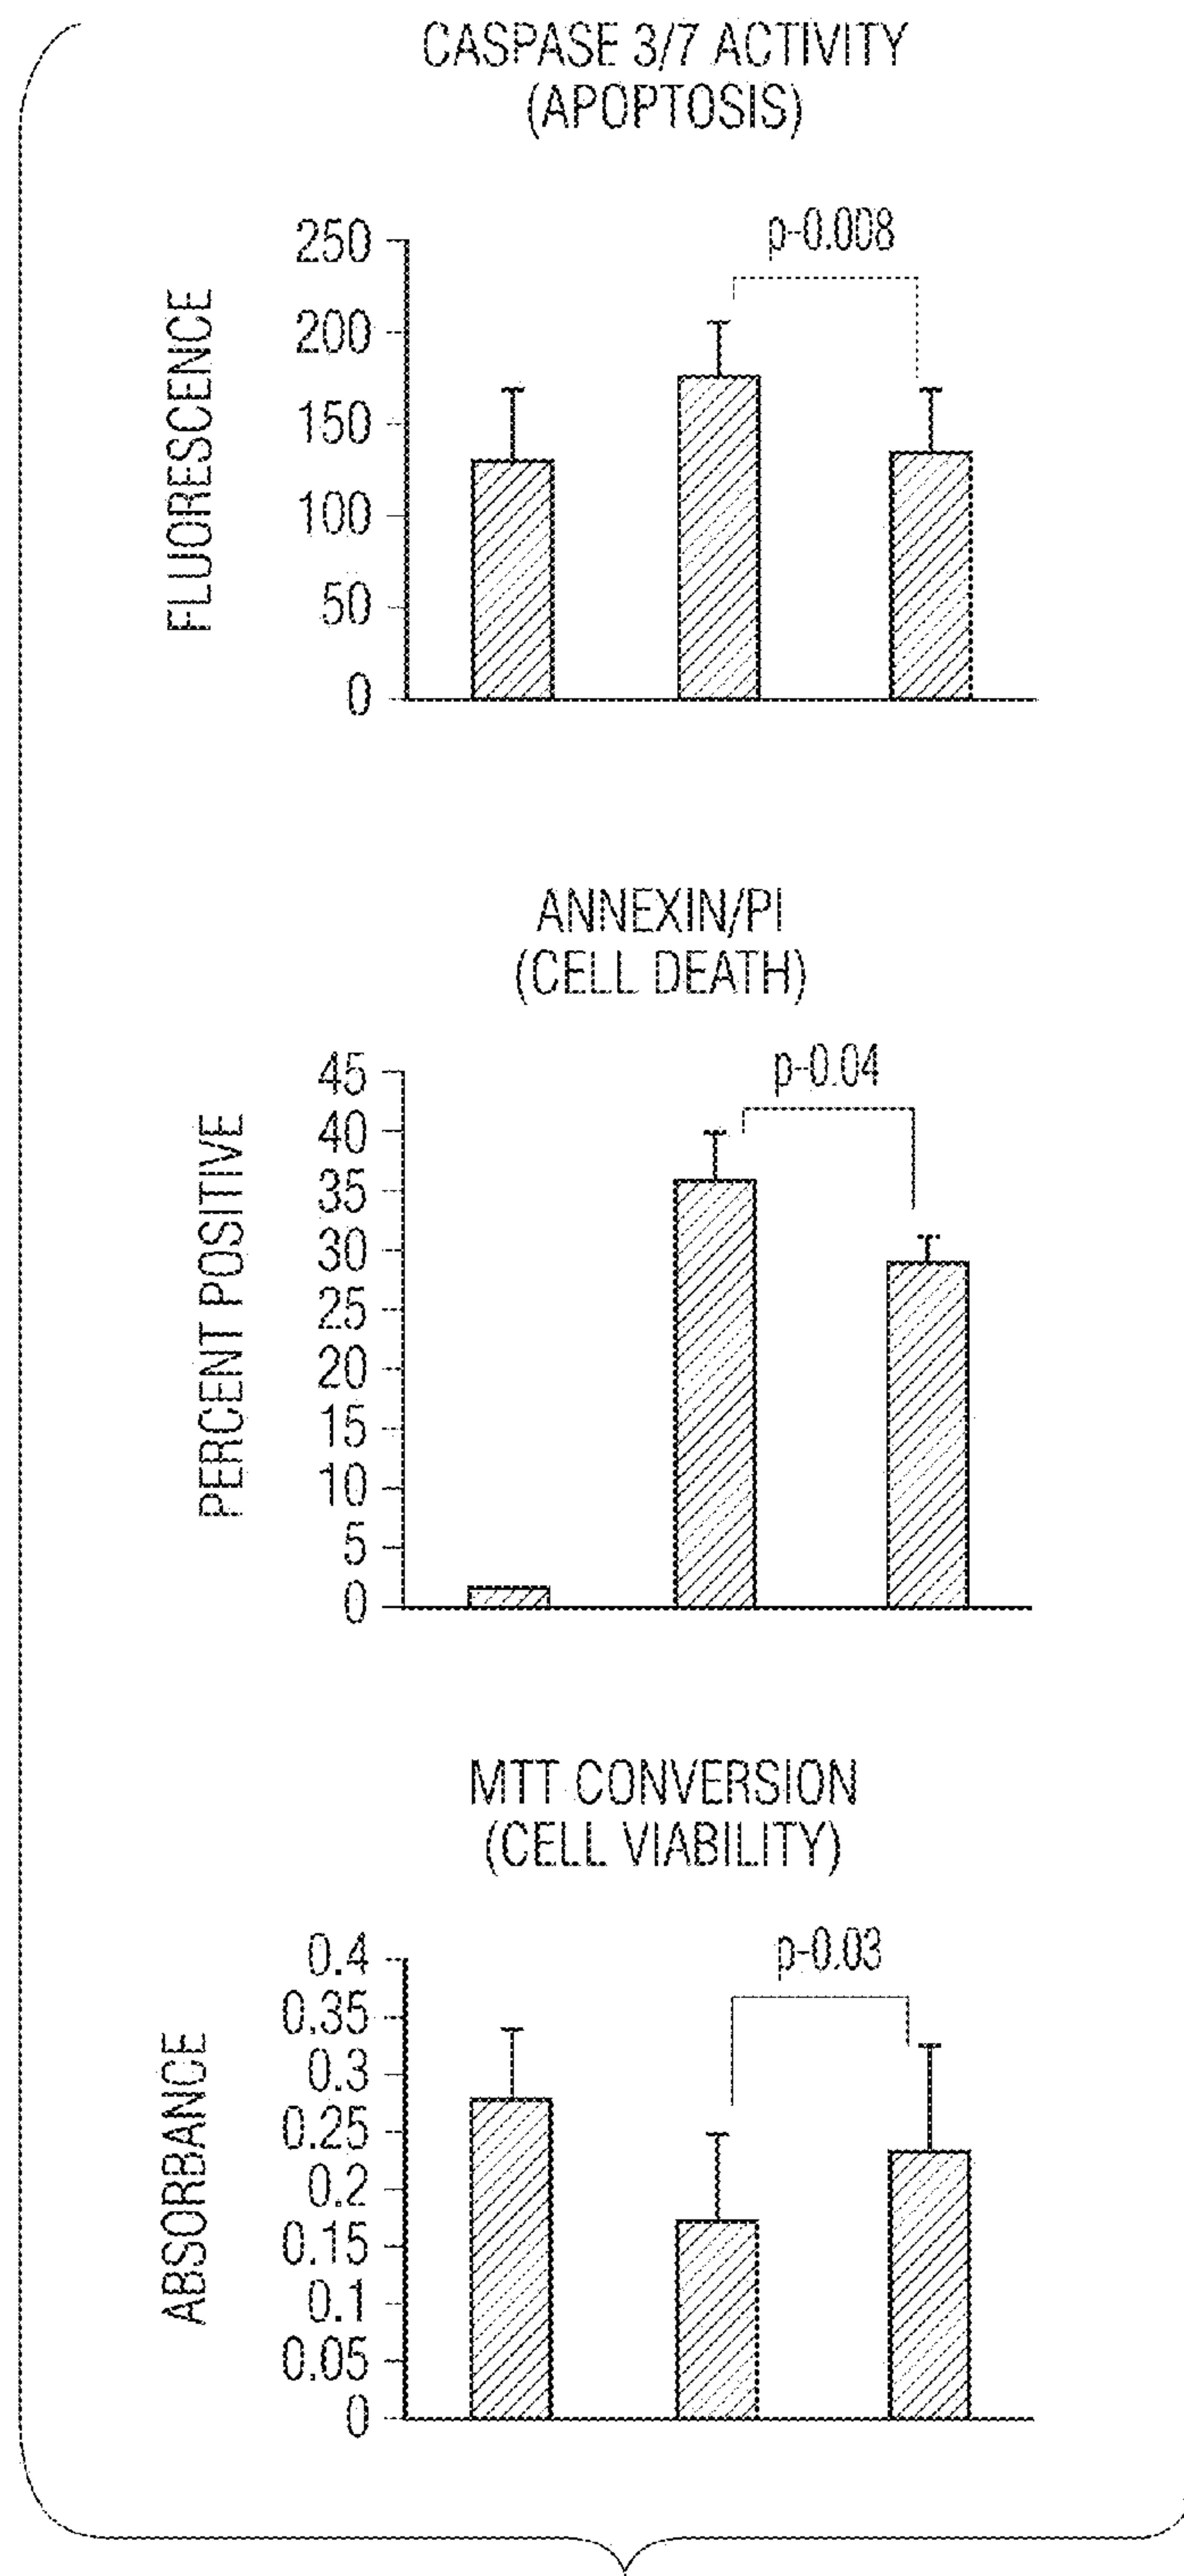 CASPASE 3/7 ACTIVITY
(APOPTOSIS)
p-0.008
FLUORESCENCE
250
200
150
100
50
0
ANNEXIN/PI
(CELL DEATH)
p-0.04
PERCENT POSITIVE
45
40
35
30
25
20
15
10
5
0
MTT CONVERSION
(CELL VIABILITY)
p-0.03
ABSORBANCE
0.4
0.35
0.3
0.25
0.2
0.15
0.1
0.05
0